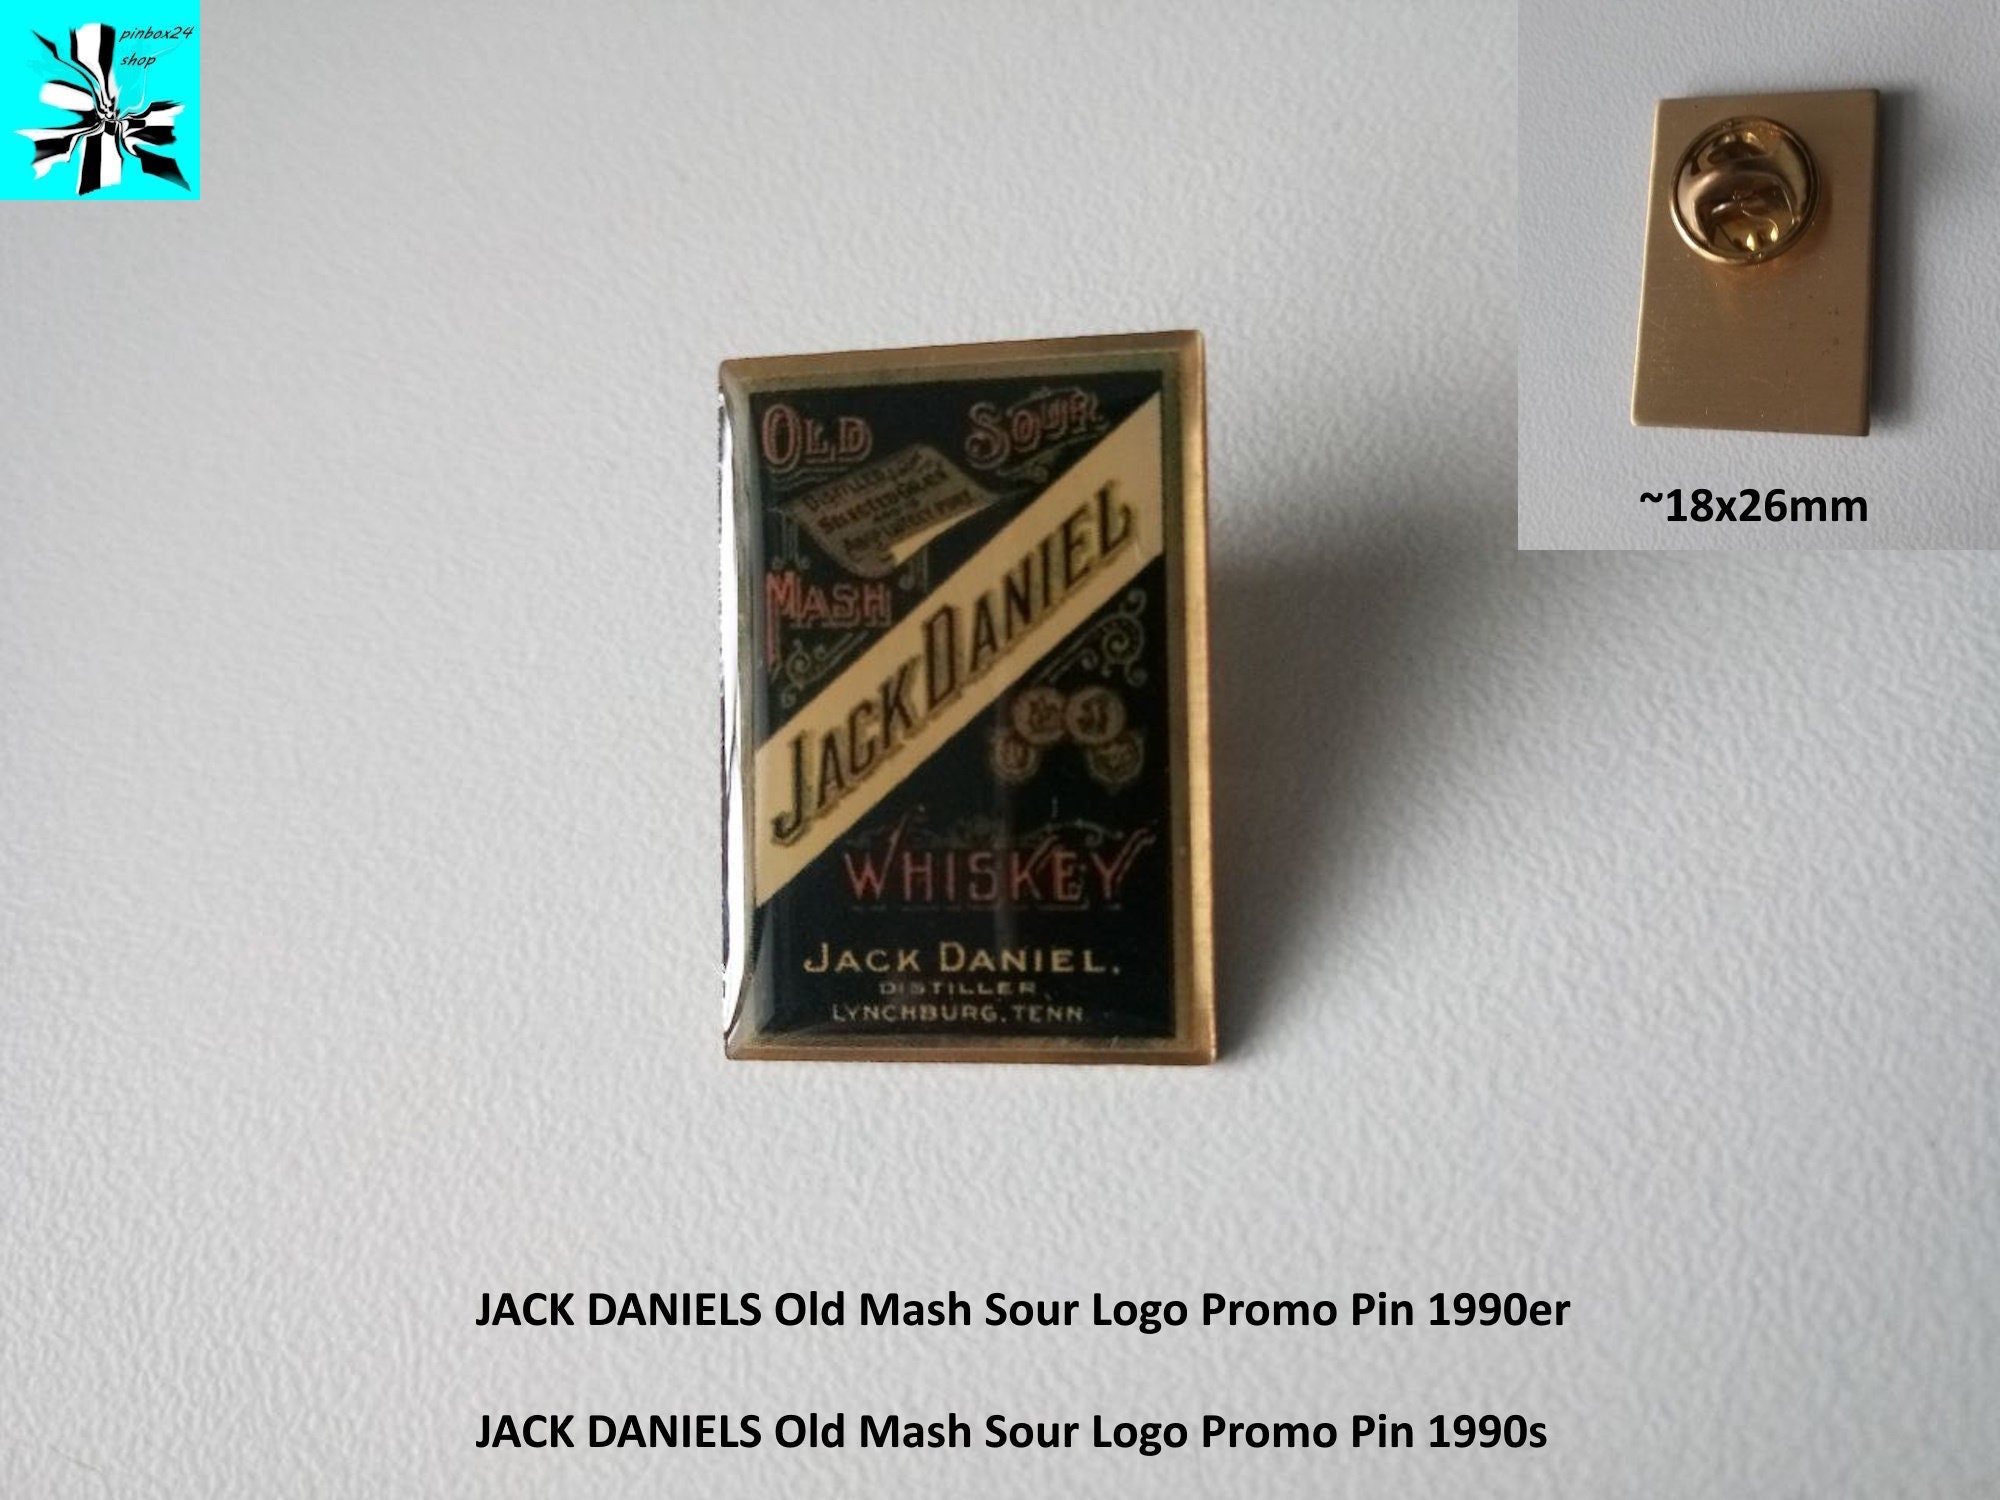 pinbox24
shop
~18x26mm
OLD SOUR
MASH
JACK DANIEL
WHISKEY
JACK DANIEL.
DISTILLER
LYNCHBURG, TENN
JACK DANIELS Old Mash Sour Logo Promo Pin 1990er
JACK DANIELS Old Mash Sour Logo Promo Pin 1990s